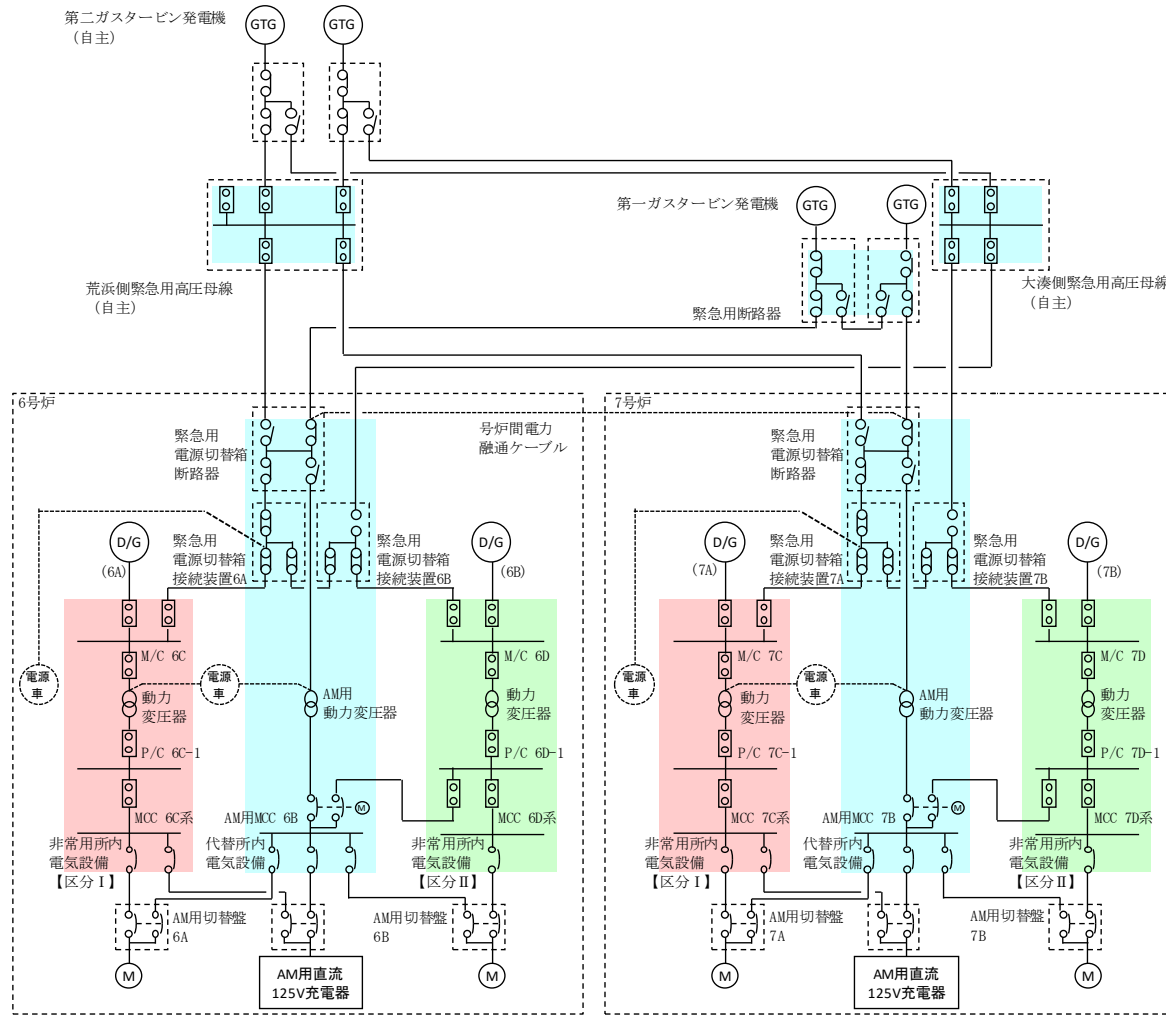 第二ガスタービン発電機
（自主）
GTG
GTG
第一ガスタービン発電機
GTG
GTG
荒浜側緊急用高圧母線
（自主）
緊急用断路器
大湊側緊急用高圧母線
（自主）
6号炉
緊急用
電源切替箱
断路器
号炉間電力
融通ケーブル
D/G
(6A)
緊急用
電源切替箱
接続装置6A
緊急用
電源切替箱
接続装置6B
D/G
(6B)
M/C 6C
M/C 6D
電源
車
電源
車
動力
変圧器
AM用
動力変圧器
動力
変圧器
P/C 6C-1
P/C 6D-1
M
MCC 6C系
AM用MCC 6B
MCC 6D系
非常用所内
電気設備
【区分Ⅰ】
代替所内
電気設備
非常用所内
電気設備
【区分Ⅱ】
AM用切替盤
6A
AM用切替盤
6B
M
AM用直流
125V充電器
M
7号炉
緊急用
電源切替箱
断路器
D/G
(7A)
緊急用
電源切替箱
接続装置7A
緊急用
電源切替箱
接続装置7B
D/G
(7B)
M/C 7C
M/C 7D
電源
車
電源
車
動力
変圧器
AM用
動力変圧器
動力
変圧器
P/C 7C-1
P/C 7D-1
M
MCC 7C系
AM用MCC 7B
MCC 7D系
非常用所内
電気設備
【区分Ⅰ】
代替所内
電気設備
非常用所内
電気設備
【区分Ⅱ】
AM用切替盤
7A
AM用切替盤
7B
M
AM用直流
125V充電器
M